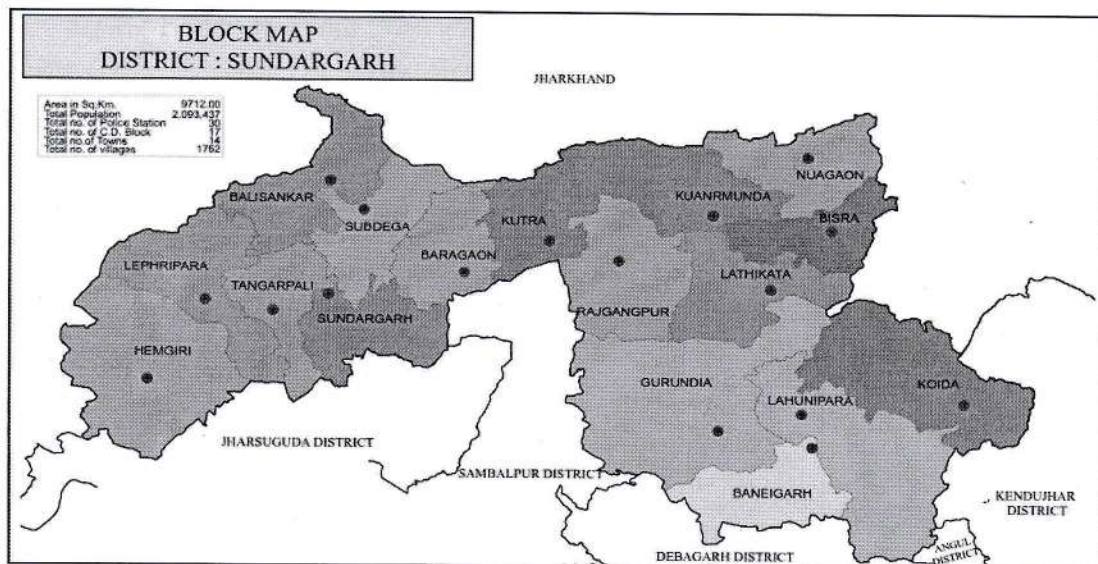 BLOCK MAP
DISTRICT : SUNDARGARH
JHARKHAND
Area in Sq.Km. 9712.00
Total Population 2,093,437
Total no. of Police Station 30
Total no. of C.D. Block 17
Total no. of Towns 14
Total no. of villages 1762
NUAGAON
BALISANKAR
KUANRMUNDA
SUBDEGA
KUTRA
BISRA
BARAGAON
LEPHRIPARA
TANGARPALI
LATHIKATA
SUNDARGARH
RAJGANGPUR
HEMGIRI
GURUNDIA
KOIDA
LAHUNIPARA
JHARSUGUDA DISTRICT
SAMBALPUR DISTRICT
BANEIGARH
KENDUJHAR
DISTRICT
DEBAGARH DISTRICT
ANGUL
DISTRICT